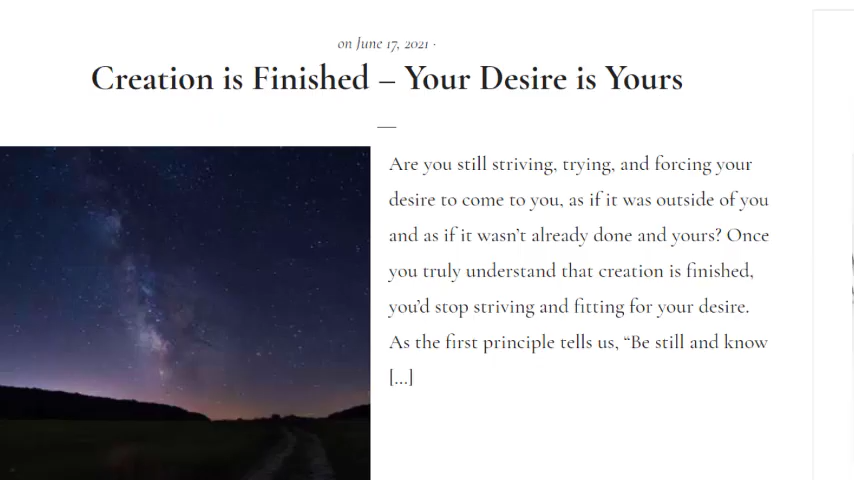 on June 17, 2021 ·
Creation is Finished – Your Desire is Yours
Are you still striving, trying, and forcing your
desire to come to you, as if it was outside of you
and as if it wasn’t already done and yours? Once
you truly understand that creation is finished,
you’d stop striving and fitting for your desire.
As the first principle tells us, “Be still and know
[…]